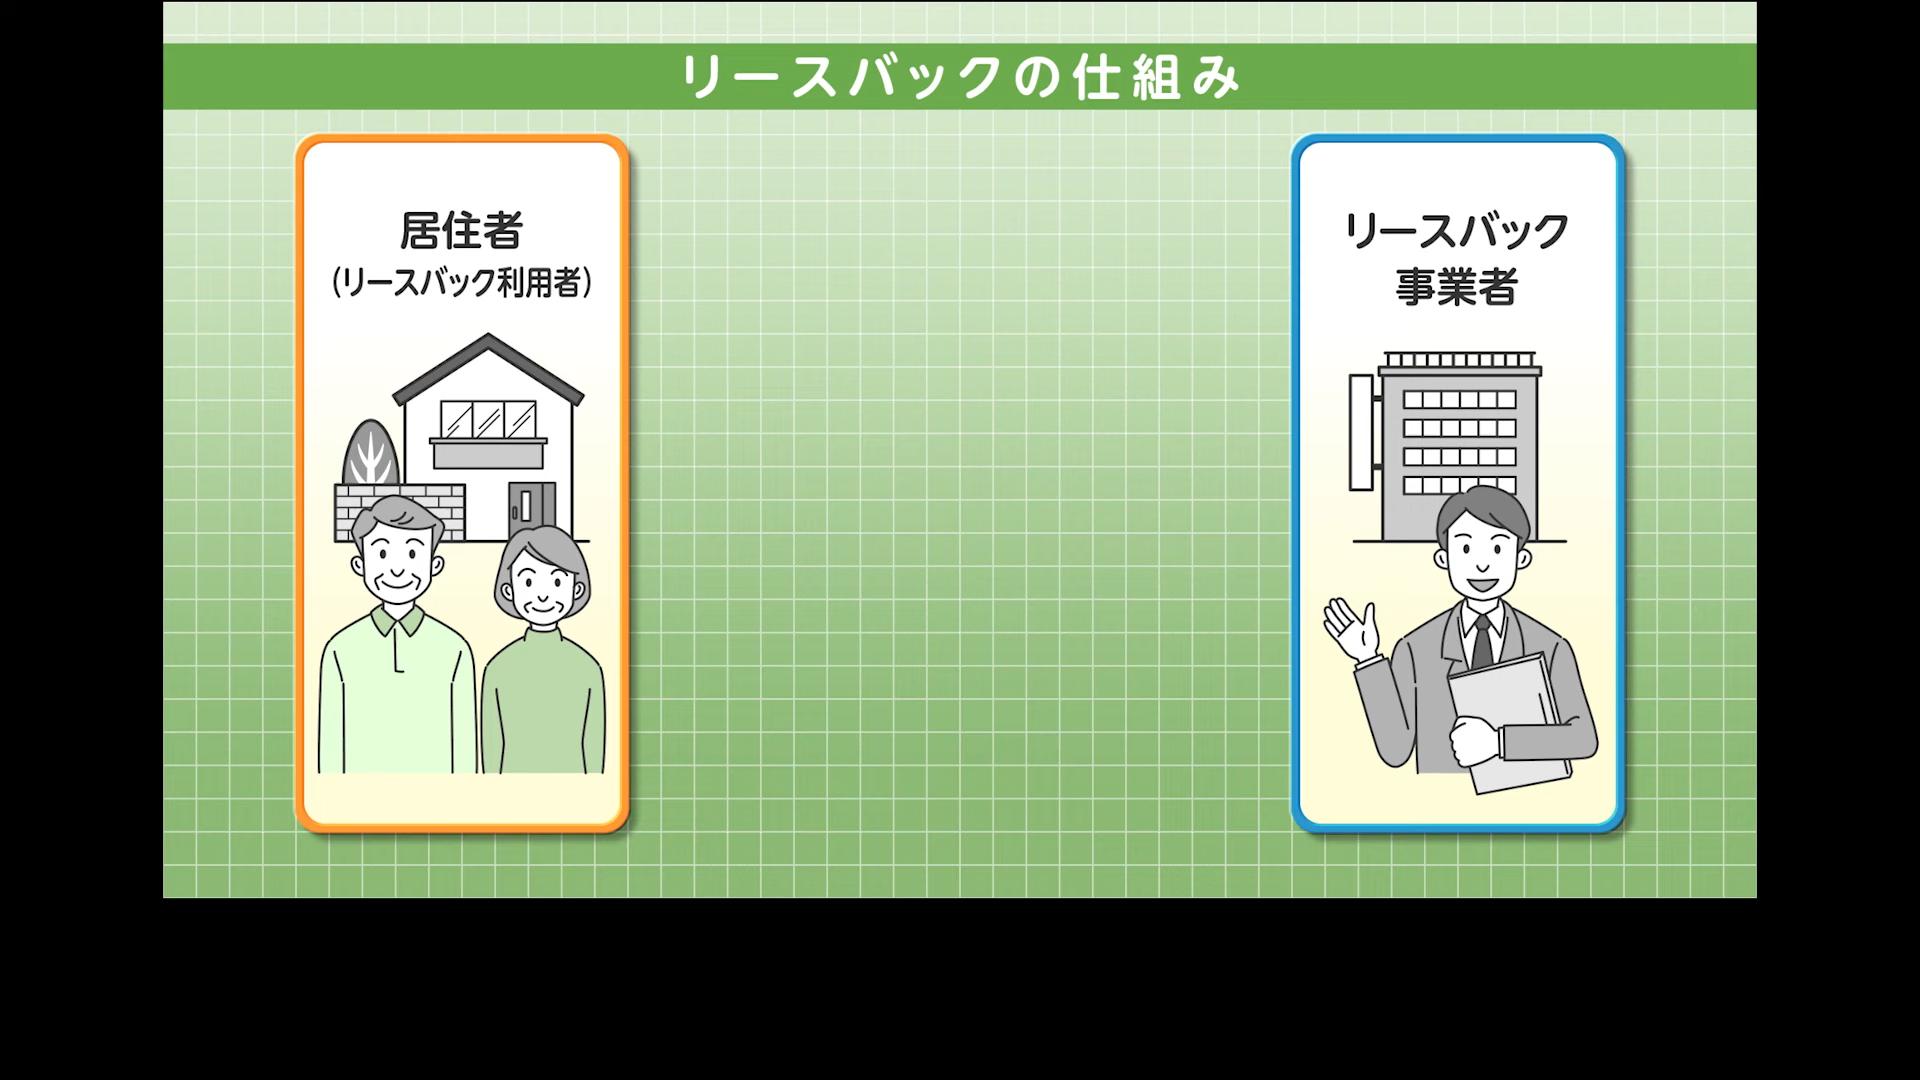 リースバックの仕組み
居住者
(リースバック利用者)
リースバック
事業者